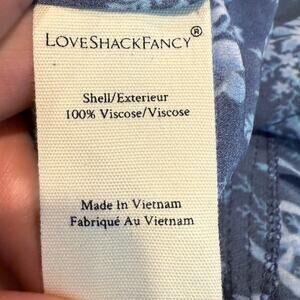 LOVESHACKFANCY®
Shell/Exterieur
100% Viscose/Viscose
Made In Vietnam
Fabriqué Au Vietnam